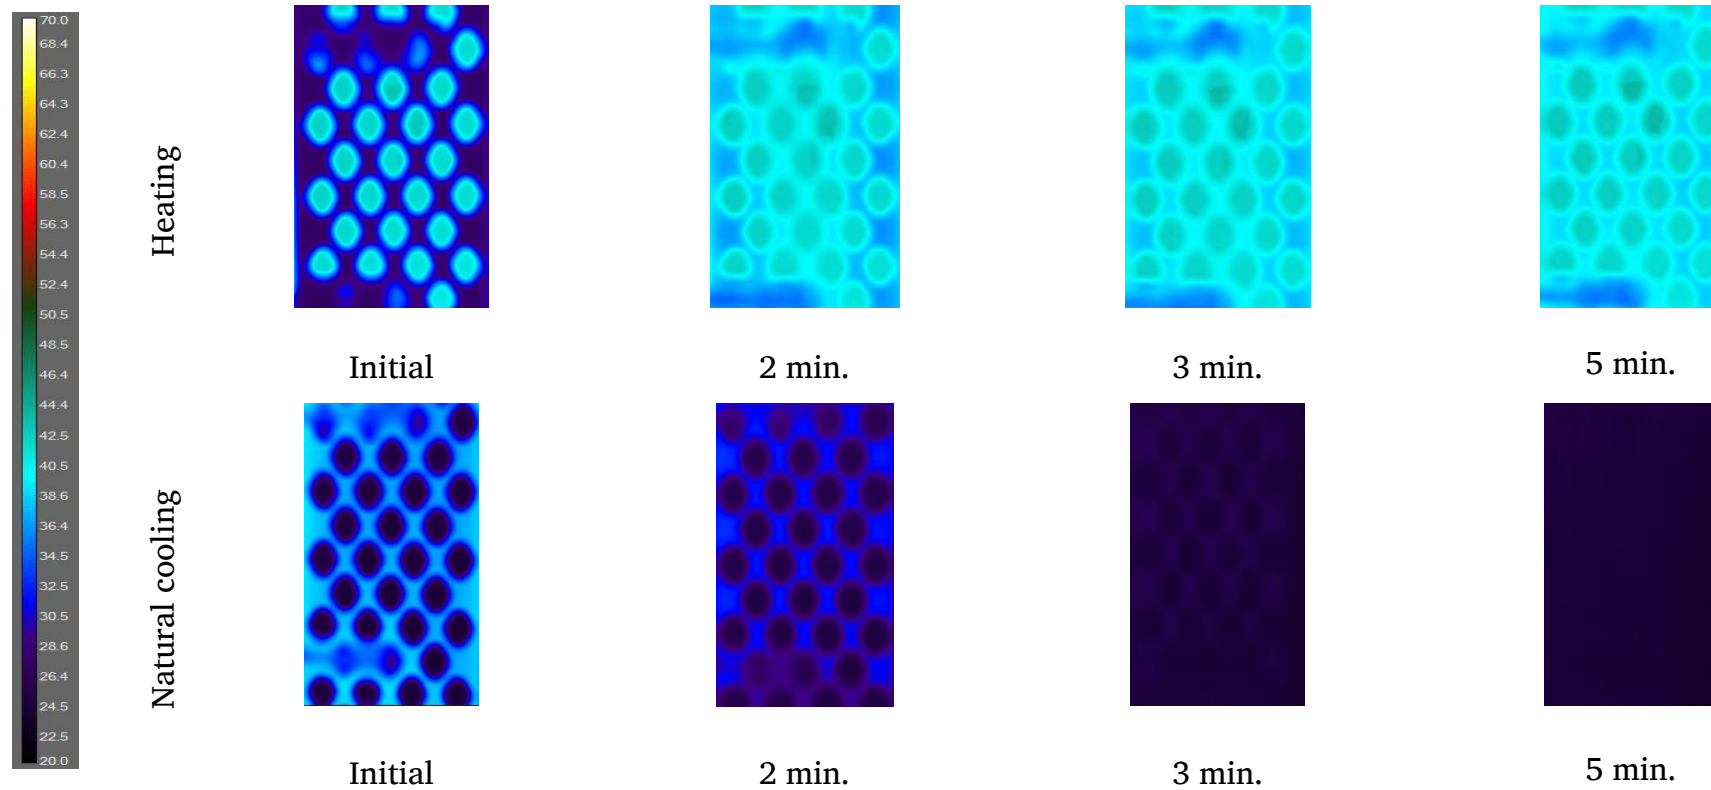 70.0
68.4
66.3
64.3
62.4
60.4
58.5
56.3
54.4
52.4
50.5
48.5
46.4
44.4
42.5
40.5
38.6
36.4
34.5
32.5
30.5
28.6
26.4
24.5
22.5
20.0
Heating
Initial
2 min.
3 min.
5 min.
Natural cooling
Initial
2 min.
3 min.
5 min.